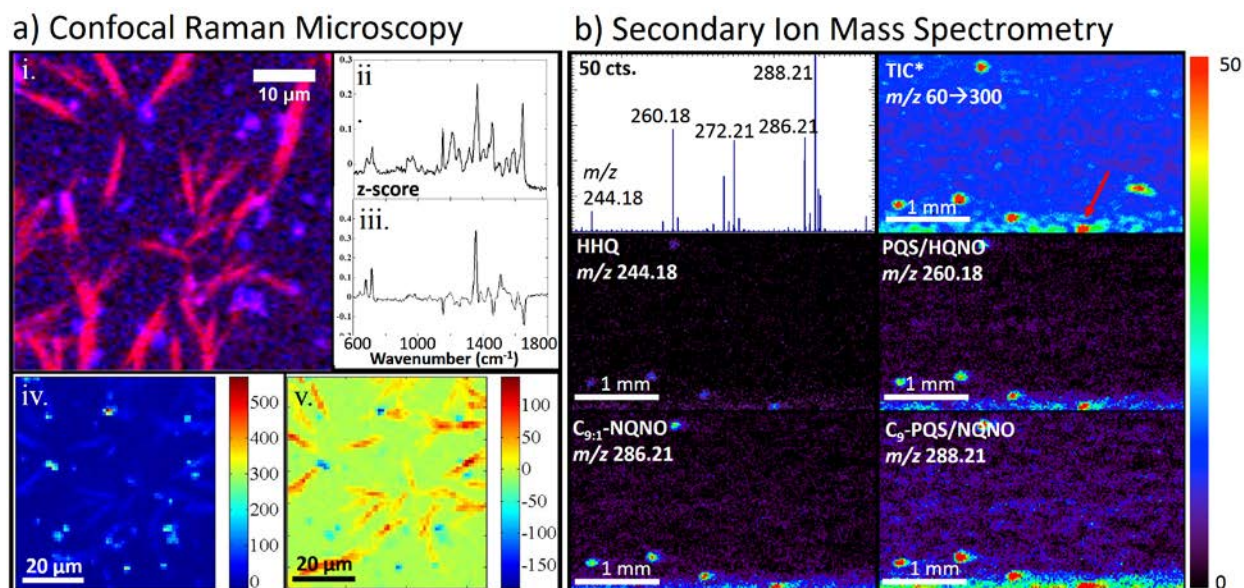 a) Confocal Raman Microscopy
b) Secondary Ion Mass Spectrometry
i.
10 µm
ii
.
0.3
0.2
0.1
0
z-score
iii.
0.4
0.3
0.2
0.1
0
-0.1
600
1000
1400
1800
Wavenumber (cm⁻¹)
iv.
20 µm
500
400
300
200
100
0
v.
20 µm
100
50
0
-50
-100
-150
50 cts.
288.21
260.18
272.21
286.21
m/z
244.18
TIC*
m/z 60→300
1 mm
HHQ
m/z 244.18
1 mm
PQS/HQNO
m/z 260.18
1 mm
C₉:₁-NQNO
m/z 286.21
1 mm
C₉-PQS/NQNO
m/z 288.21
1 mm
50
0